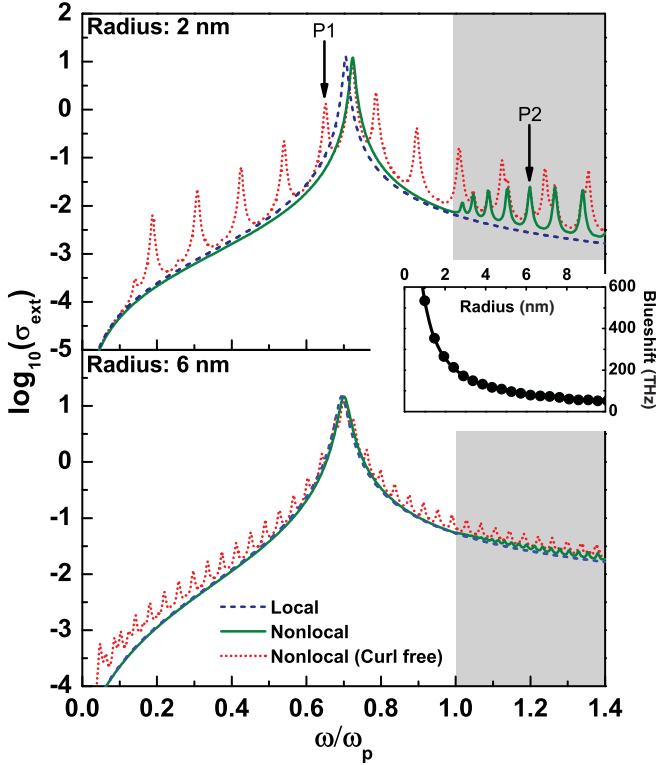 Radius: 2 nm
P1
P2
2
1
0
-1
-2
-3
-4
-5
log10(σext)
0 2 4 6 8
Radius (nm)
600
400
200
0
Blueshift (THz)
Radius: 6 nm
1
0
-1
-2
-3
-4
Local
Nonlocal
Nonlocal (Curl free)
0.0 0.2 0.4 0.6 0.8 1.0 1.2 1.4
ω/ωp